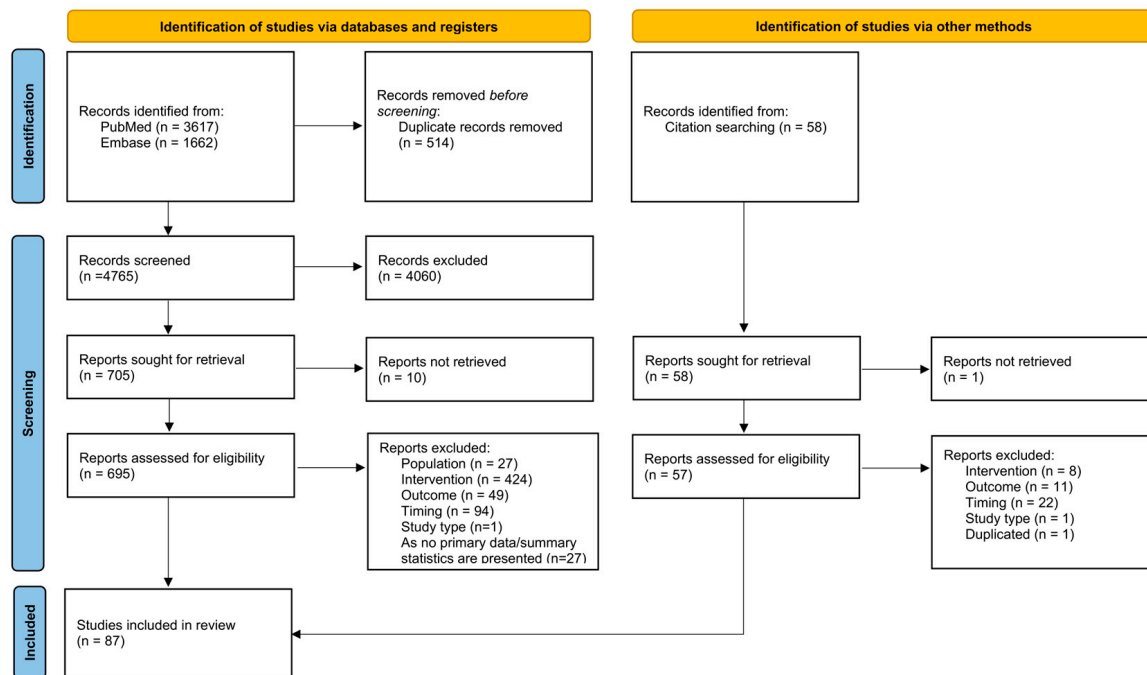 Identification of studies via databases and registers
Identification of studies via other methods
Identification
Records identified from:
PubMed (n = 3617)
Embase (n = 1662)
Records removed before
screening:
Duplicate records removed
(n = 514)
Records identified from:
Citation searching (n = 58)
Screening
Records screened
(n =4765)
Records excluded
(n = 4060)
Reports sought for retrieval
(n = 705)
Reports not retrieved
(n = 10)
Reports sought for retrieval
(n = 58)
Reports not retrieved
(n = 1)
Reports assessed for eligibility
(n = 695)
Reports excluded:
Population (n = 27)
Intervention (n = 424)
Outcome (n = 49)
Timing (n = 94)
Study type (n=1)
As no primary data/summary
statistics are presented (n=27)
Reports assessed for eligibility
(n = 57)
Reports excluded:
Intervention (n = 8)
Outcome (n = 11)
Timing (n = 22)
Study type (n = 1)
Duplicated (n = 1)
Included
Studies included in review
(n = 87)